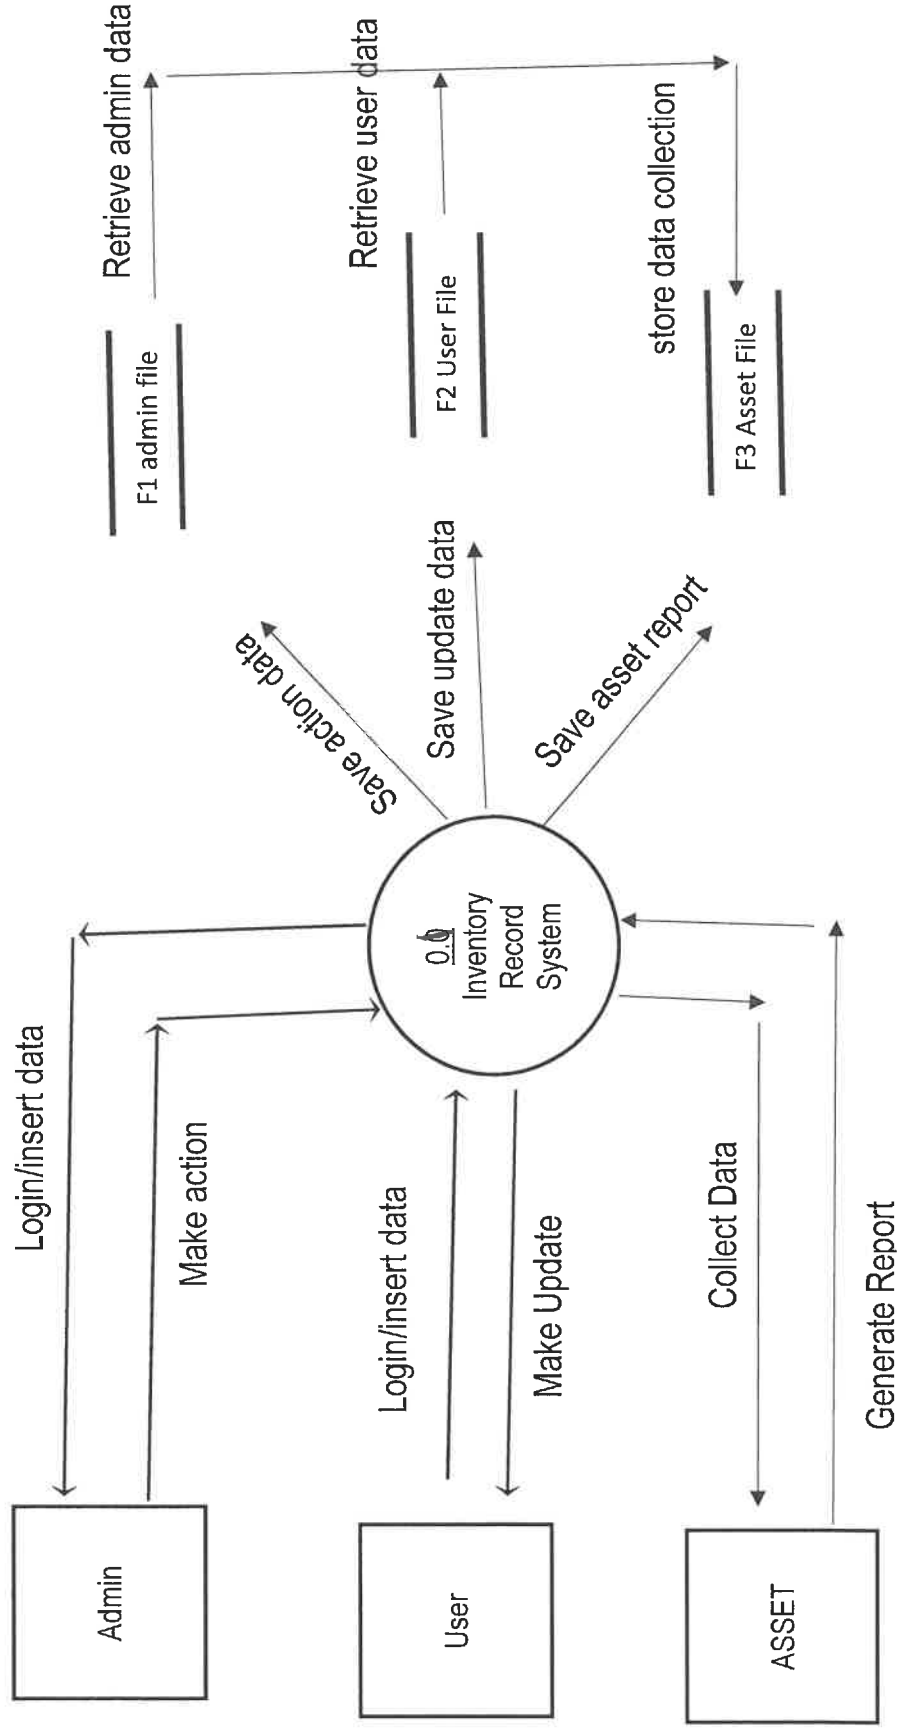 Login/insert data
Make action
Admin
Login/insert data
Make Update
User
Collect Data
Generate Report
ASSET
Inventory
Record
System
Save action data
Save update data
Save asset report
Retrieve admin data
F1 admin file
Retrieve user data
F2 User File
store data collection
F3 Asset File